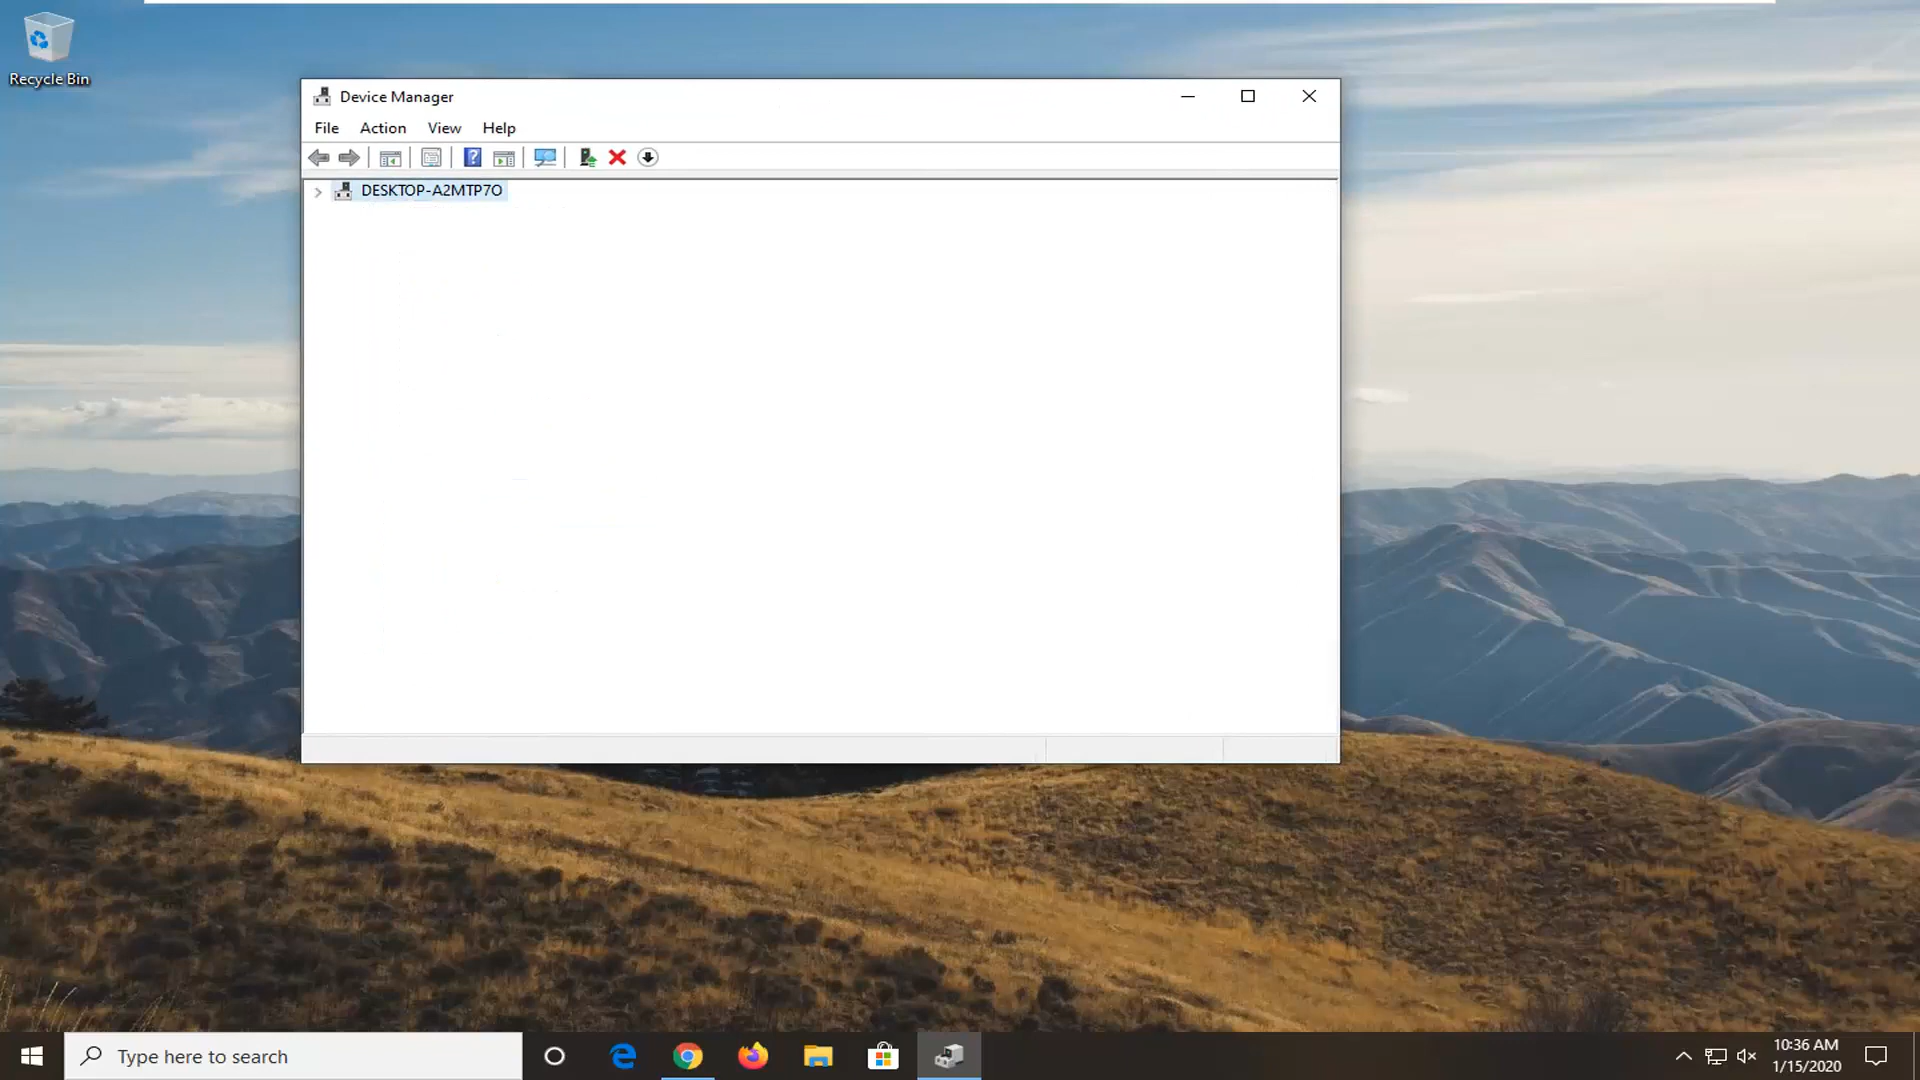 Recycle Bin
Device Manager
File Action View Help
DESKTOP-A2MTP7O
Type here to search
10:36 AM
1/15/2020